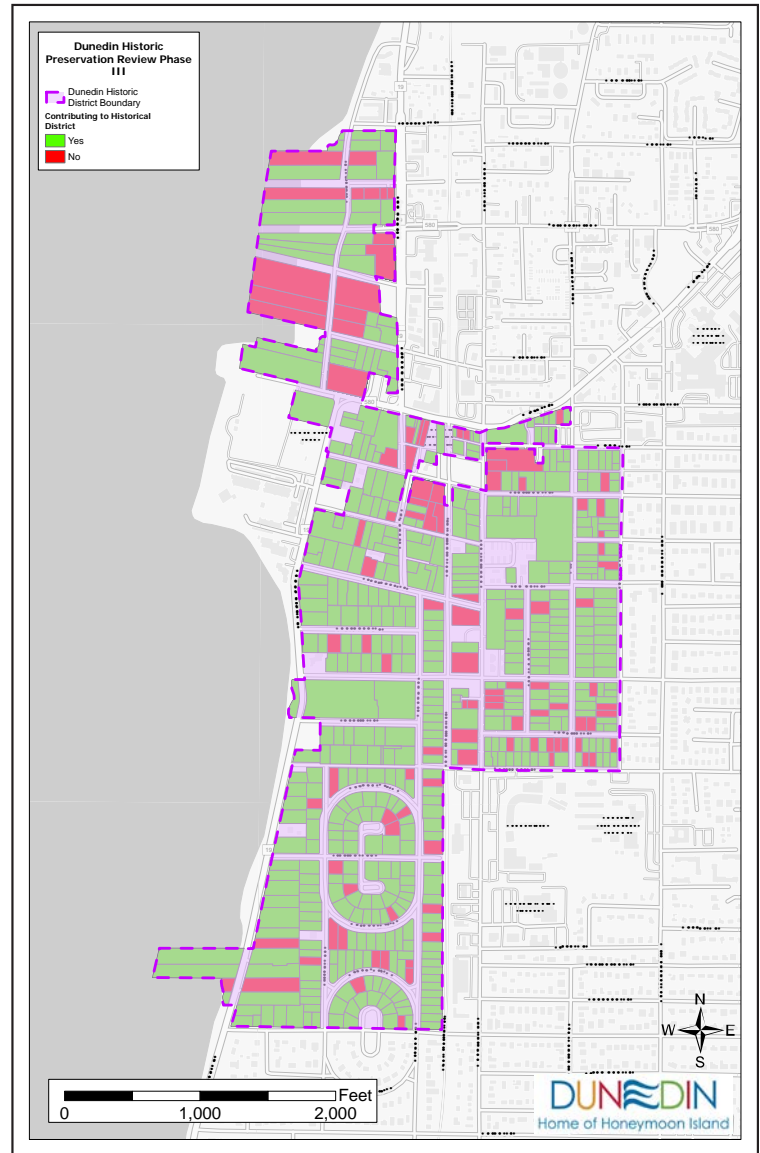 Dunedin Historic
Preservation Review Phase
III
Dunedin Historic
District Boundary
Contributing to Historical
District
Yes
No
19
580
580
580
19
19
N
W E
S
Feet
0 1,000 2,000
DUNEDIN
Home of Honeymoon Island